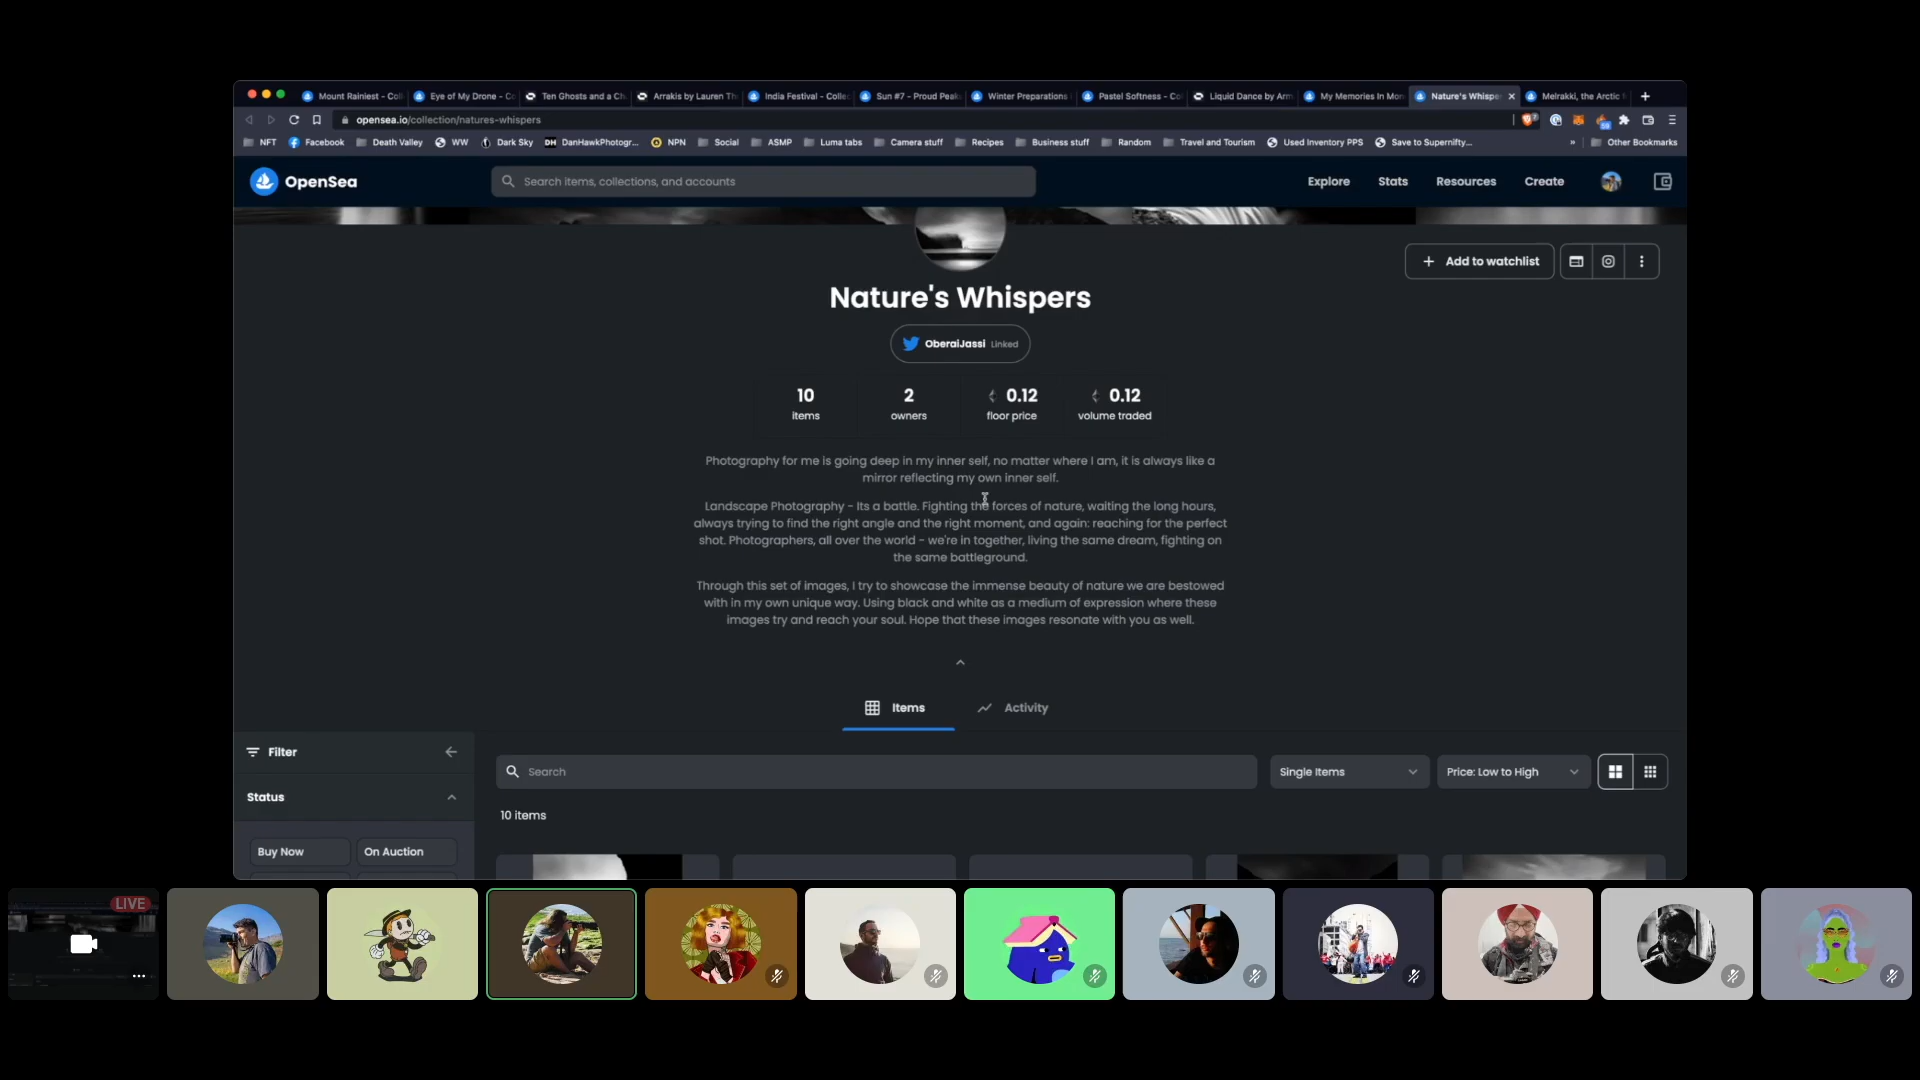 Mount Rainiest - Coll
Eye of My Drone - Co
Ten Ghosts and a Ch
Arrakis by Lauren Th
India Festival - Collec
Sun #7 - Proud Peak
Winter Preparations
Pastel Softness - Co
Liquid Dance by Arm
My Memories In Mon
Nature's Whispe
Melrakki, the Arctic
opensea.io/collection/natures-whispers
NFT
Facebook
Death Valley
WW
Dark Sky
DH DanHawkPhotogr...
NPN
Social
ASMP
Luma tabs
Camera stuff
Recipes
Business stuff
Random
Travel and Tourism
Used Inventory PPS
Save to Supernifty...
»
Other Bookmarks
OpenSea
Search items, collections, and accounts
Explore
Stats
Resources
Create
Add to watchlist
Nature's Whispers
OberaiJassi Linked
10
items
2
owners
0.12
floor price
0.12
volume traded
Photography for me is going deep in my inner self, no matter where I am, it is always like a
mirror reflecting my own inner self.
Landscape Photography - Its a battle. Fighting the forces of nature, waiting the long hours,
always trying to find the right angle and the right moment, and again: reaching for the perfect
shot. Photographers, all over the world - we're in together, living the same dream, fighting on
the same battleground.
Through this set of images, I try to showcase the immense beauty of nature we are bestowed
with in my own unique way. Using black and white as a medium of expression where these
images try and reach your soul. Hope that these images resonate with you as well.
Items
Activity
Filter
Search
Single Items
Price: Low to High
Status
10 items
Buy Now
On Auction
LIVE